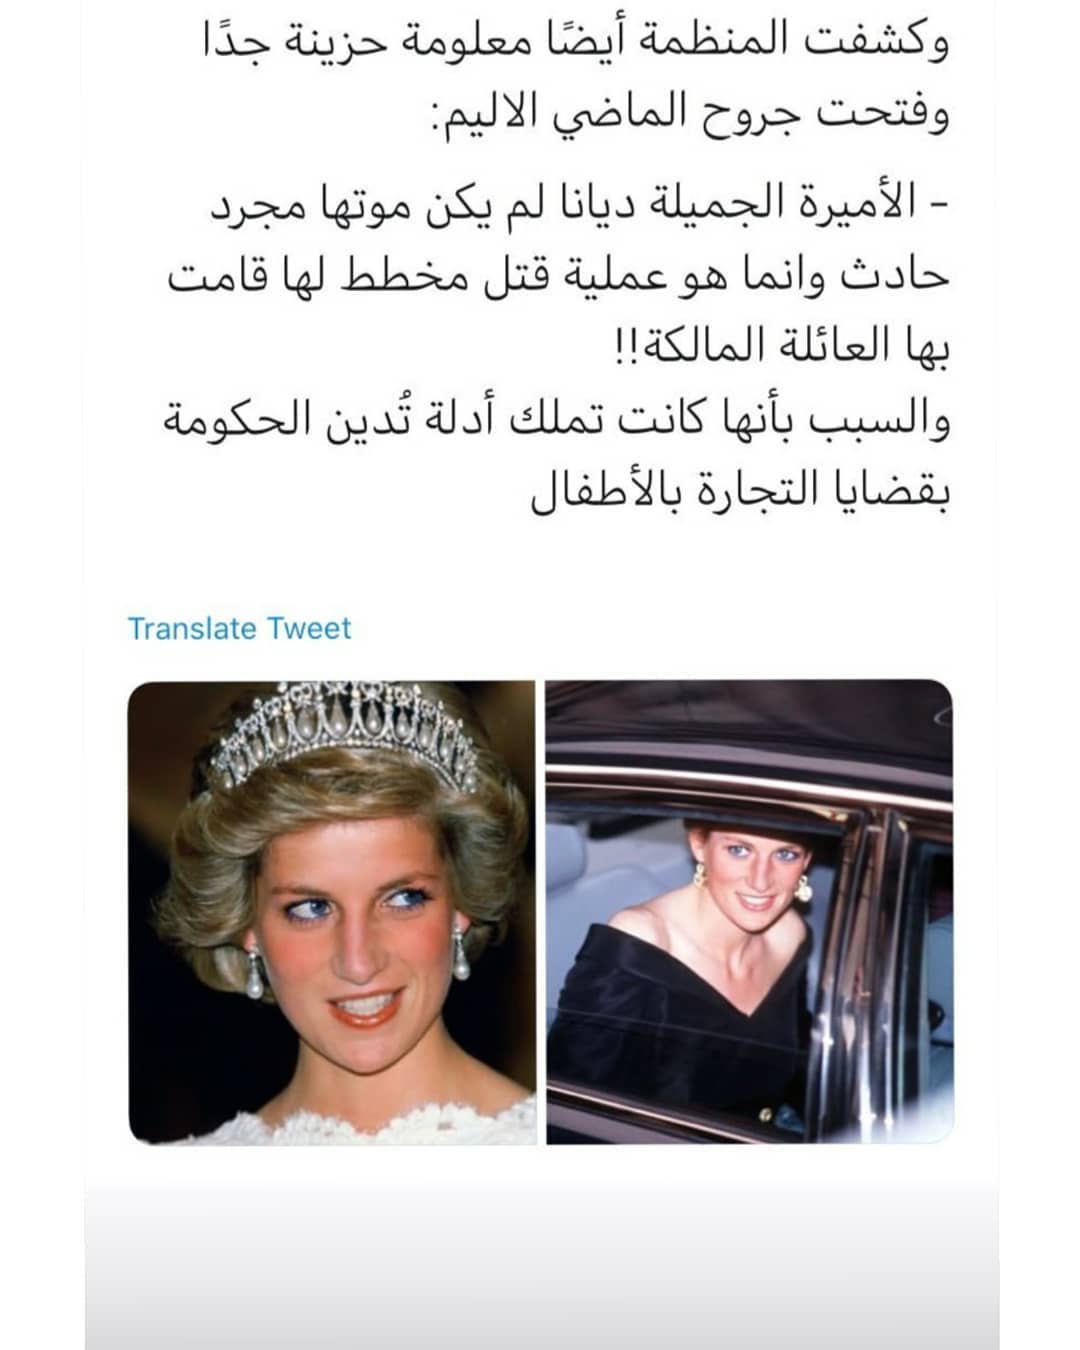 وكشفت المنظمة أيضًا معلومة حزينة جدًا
وفتحت جروح الماضي الاليم:
- الأميرة الجميلة ديانا لم يكن موتها مجرد
حادث وانما هو عملية قتل مخطط لها قامت
بها العائلة المالكة!!
والسبب بأنها كانت تملك أدلة تُدين الحكومة
بقضايا التجارة بالأطفال
Translate Tweet